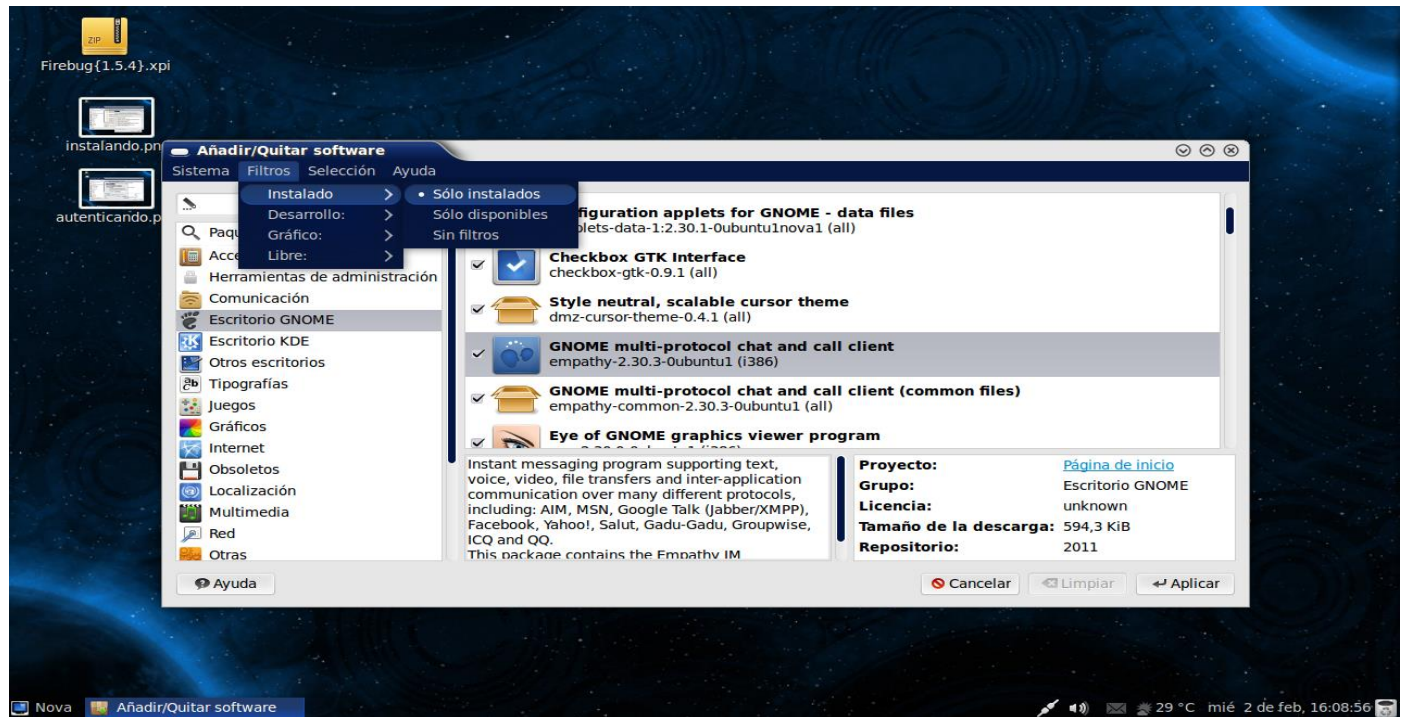 ZIP
Firebug{1.5.4}.xpi
instalando.pn
autenticando.p
Añadir/Quitar software
Sistema Filtros Selección Ayuda
Instalado
Desarrollo:
Gráfico:
Libre:
• Sólo instalados
Sólo disponibles
Sin filtros
Paqu
Acce
Herramientas de administración
Comunicación
Escritorio GNOME
Escritorio KDE
Otros escritorios
Tipografías
Juegos
Gráficos
Internet
Obsoletos
Localización
Multimedia
Red
Otras
figuration applets for GNOME - data files
plets-data-1:2.30.1-0ubuntu1nova1 (all)
Checkbox GTK Interface
checkbox-gtk-0.9.1 (all)
Style neutral, scalable cursor theme
dmz-cursor-theme-0.4.1 (all)
GNOME multi-protocol chat and call client
empathy-2.30.3-0ubuntu1 (i386)
GNOME multi-protocol chat and call client (common files)
empathy-common-2.30.3-0ubuntu1 (all)
Eye of GNOME graphics viewer program
Instant messaging program supporting text,
voice, video, file transfers and inter-application
communication over many different protocols,
including: AIM, MSN, Google Talk (Jabber/XMPP),
Facebook, Yahoo!, Salut, Gadu-Gadu, Groupwise,
ICQ and QQ.
This package contains the Empathy IM
Proyecto: Página de inicio
Grupo: Escritorio GNOME
Licencia: unknown
Tamaño de la descarga: 594,3 KiB
Repositorio: 2011
Ayuda
Cancelar
Limpiar
Aplicar
Nova
Añadir/Quitar software
29 °C mié 2 de feb, 16:08:56